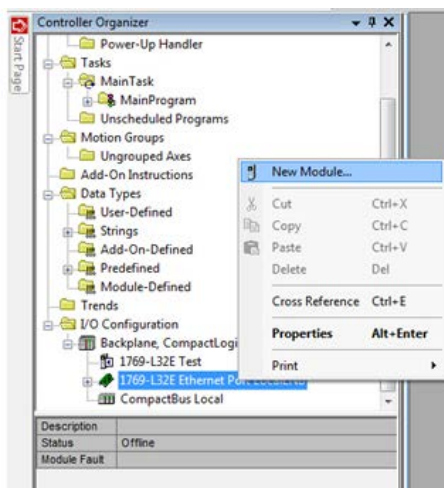 Controller Organizer
Start Page
Power-Up Handler
Tasks
MainTask
MainProgram
Unscheduled Programs
Motion Groups
Ungrouped Axes
Add-On Instructions
Data Types
User-Defined
Strings
Add-On-Defined
Predefined
Module-Defined
Trends
I/O Configuration
Backplane, CompactLogi
1769-L32E Test
1769-L32E Ethernet Port
CompactBus Local
New Module...
Cut Ctrl+X
Copy Ctrl+C
Paste Ctrl+V
Delete Del
Cross Reference Ctrl+E
Properties Alt+Enter
Print
Description
Status Offline
Module Fault